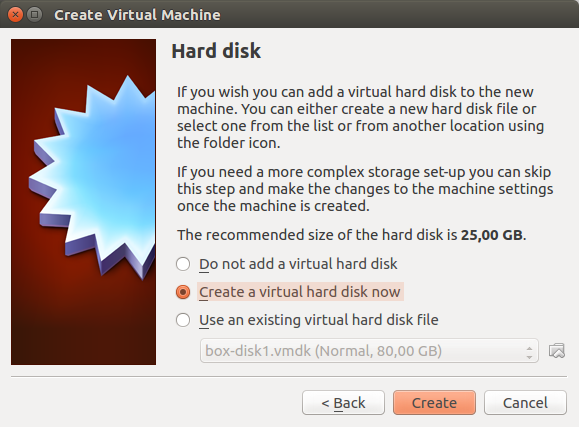 Create Virtual Machine
Hard disk
If you wish you can add a virtual hard disk to the new
machine. You can either create a new hard disk file or
select one from the list or from another location using
the folder icon.
If you need a more complex storage set-up you can skip
this step and make the changes to the machine settings
once the machine is created.
The recommended size of the hard disk is 25,00 GB.
Do not add a virtual hard disk
Create a virtual hard disk now
Use an existing virtual hard disk file
box-disk1.vmdk (Normal, 80,00 GB)
< Back Create Cancel